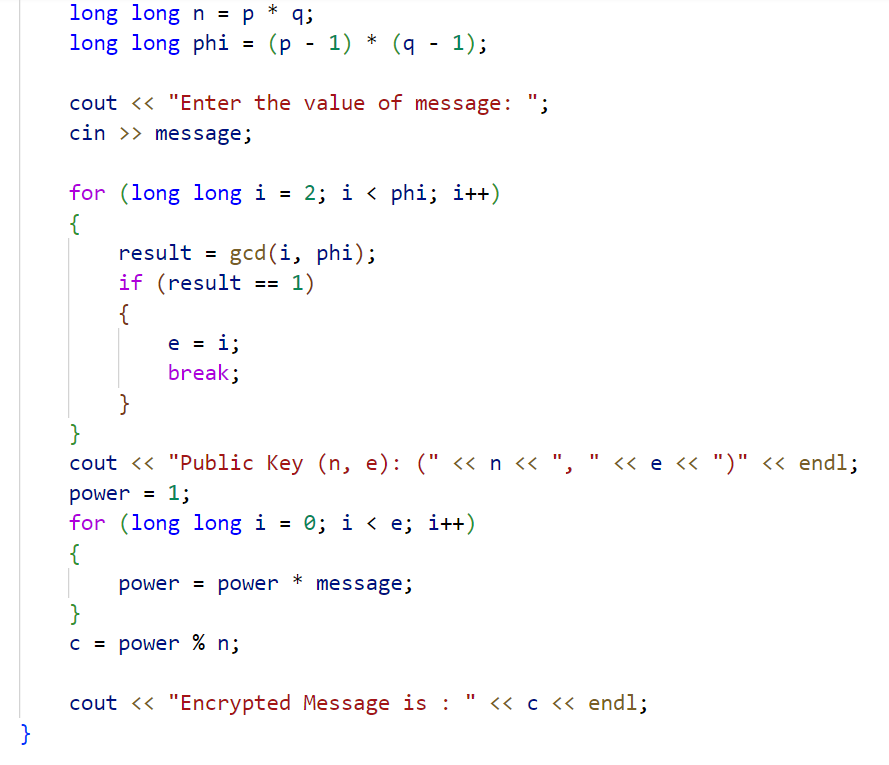 long long n = p * q;
long long phi = (p - 1) * (q - 1);
cout << "Enter the value of message: ";
cin >> message;
for (long long i = 2; i < phi; i++)
{
result = gcd(i, phi);
if (result == 1)
{
e = i;
break;
}
}
cout << "Public Key (n, e): (" << n << ", " << e << ")" << endl;
power = 1;
for (long long i = 0; i < e; i++)
{
power = power * message;
}
c = power % n;
cout << "Encrypted Message is : " << c << endl;
}